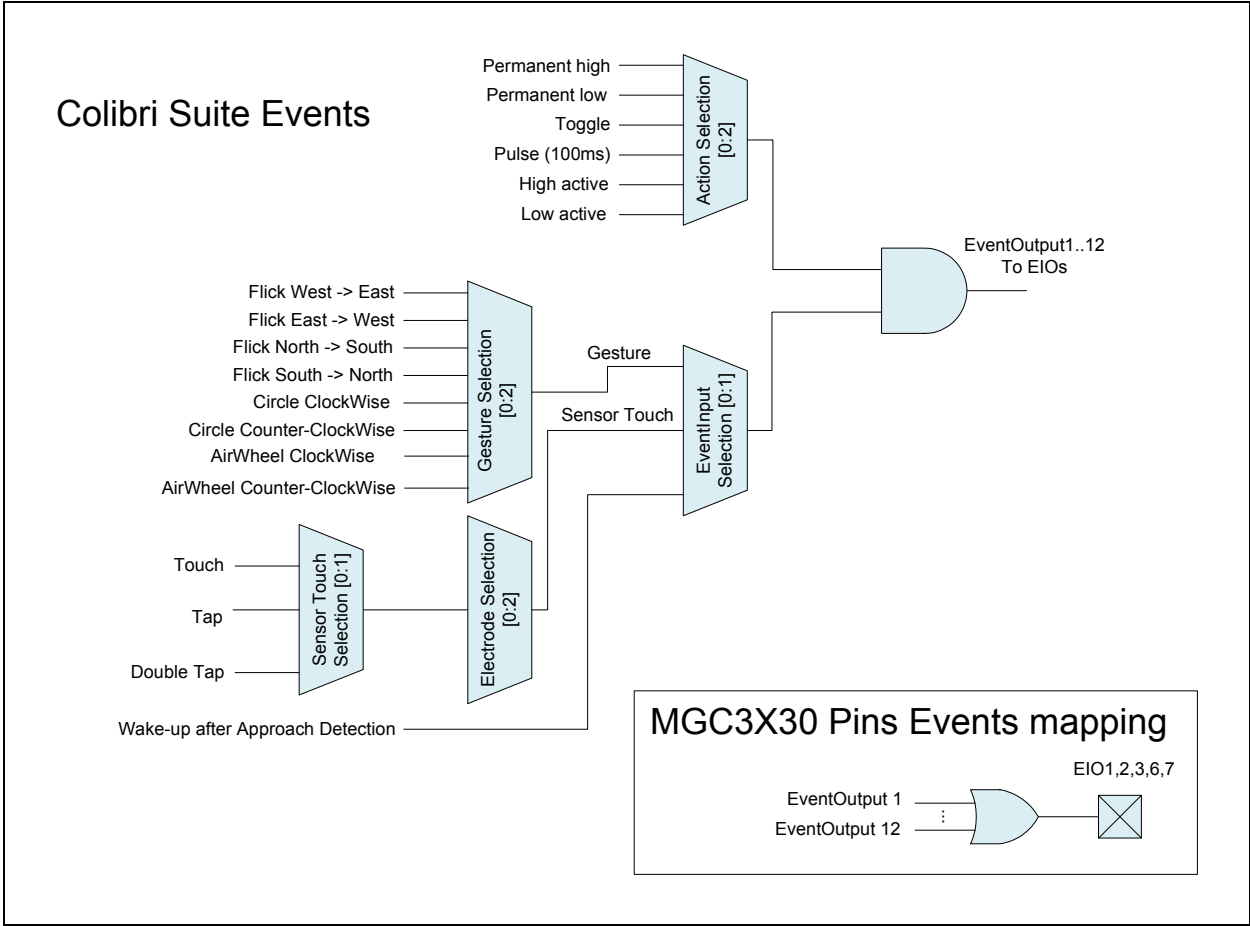 Colibri Suite Events
Permanent high
Permanent low
Toggle
Pulse (100ms)
High active
Low active
Action Selection
[0:2]
EventOutput1..12
To EIOs
Flick West -> East
Flick East -> West
Flick North -> South
Flick South -> North
Circle ClockWise
Circle Counter-ClockWise
AirWheel ClockWise
AirWheel Counter-ClockWise
Gesture Selection
[0:2]
Gesture
Sensor Touch
EventInput
Selection [0:1]
Touch
Tap
Double Tap
Sensor Touch
Selection [0:1]
Electrode Selection
[0:2]
Wake-up after Approach Detection
MGC3X30 Pins Events mapping
EIO1,2,3,6,7
EventOutput 1
...
EventOutput 12